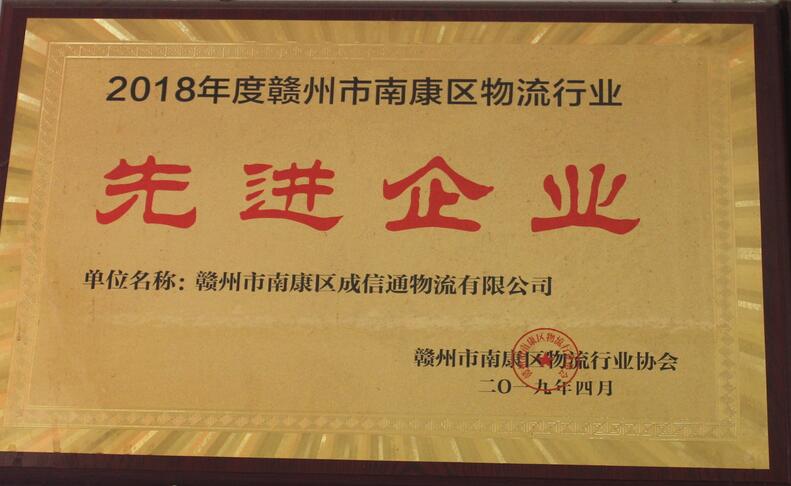 2018年度赣州市南康区物流行业
先进企业
单位名称：赣州市南康区成信通物流有限公司
赣州市南康区物流行业协会
二〇一九年四月